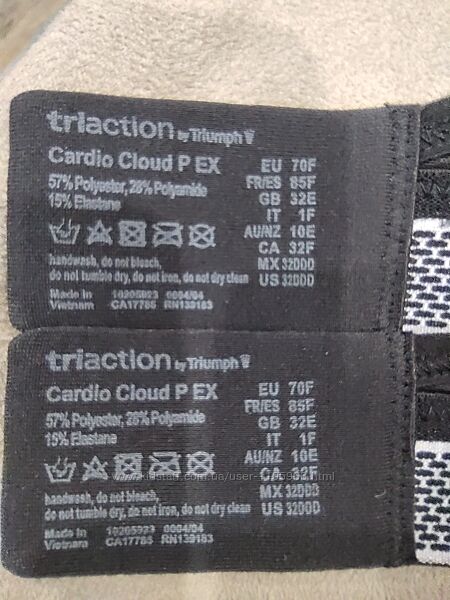 triaction by Triumph
Cardio Cloud P EX
57% Polyester, 28% Polyamide
15% Elastane
handwash, do not bleach,
do not tumble dry, do not iron, do not dry clean
Made in 10205923 0004/04
Vietnam CA17785 RN139183
EU 70F
FR/ES 85F
GB 32E
IT 1F
AU/NZ 10E
CA 32F
MX 32DDD
US 32DDD
triaction by Triumph
Cardio Cloud P EX
57% Polyester, 28% Polyamide
15% Elastane
handwash, do not bleach,
do not tumble dry, do not iron, do not dry clean
Made in 10205923 0004/04
Vietnam CA17785 RN139183
EU 70F
FR/ES 85F
GB 32E
IT 1F
AU/NZ 10E
CA 32F
MX 32DDD
US 32DDD